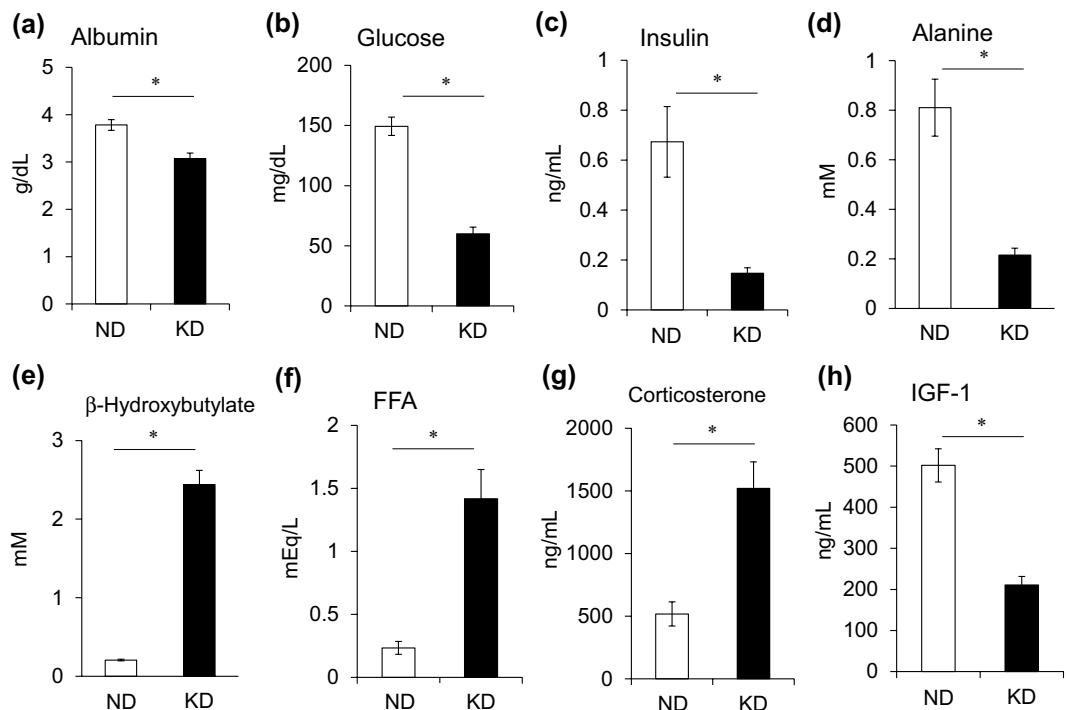 (a) Albumin
*
g/dL
5
4
3
2
1
0
ND KD
(b) Glucose
*
mg/dL
200
150
100
50
0
ND KD
(c) Insulin
*
ng/mL
1
0.8
0.6
0.4
0.2
0
ND KD
(d) Alanine
*
mM
1
0.8
0.6
0.4
0.2
0
ND KD
(e) β-Hydroxybutylate
*
mM
3
2
1
0
ND KD
(f) FFA
*
mEq/L
2
1.5
1
0.5
0
ND KD
(g) Corticosterone
*
ng/mL
2000
1500
1000
500
0
ND KD
(h) IGF-1
*
ng/mL
600
500
400
300
200
100
0
ND KD